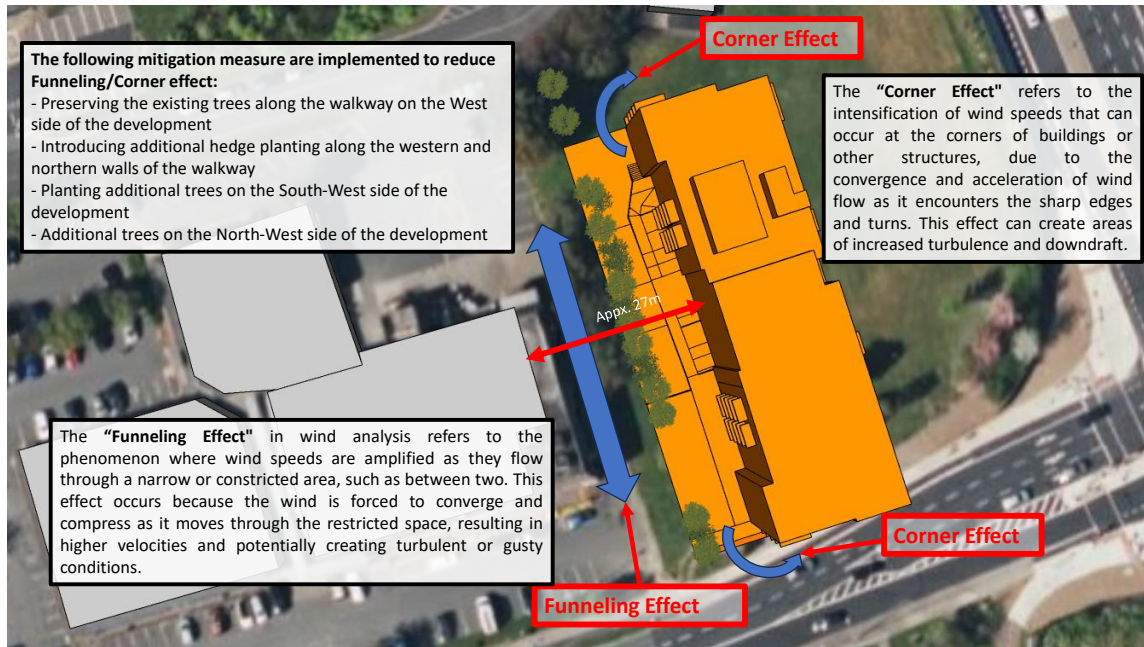 Corner Effect
The following mitigation measure are implemented to reduce
Funneling/Corner effect:
- Preserving the existing trees along the walkway on the West
side of the development
- Introducing additional hedge planting along the western and
northern walls of the walkway
- Planting additional trees on the South-West side of the
development
- Additional trees on the North-West side of the development
The "Corner Effect" refers to the
intensification of wind speeds that can
occur at the corners of buildings or
other structures, due to the
convergence and acceleration of wind
flow as it encounters the sharp edges
and turns. This effect can create areas
of increased turbulence and downdraft.
Appx. 27m
The "Funneling Effect" in wind analysis refers to the
phenomenon where wind speeds are amplified as they flow
through a narrow or constricted area, such as between two. This
effect occurs because the wind is forced to converge and
compress as it moves through the restricted space, resulting in
higher velocities and potentially creating turbulent or gusty
conditions.
Corner Effect
Funneling Effect